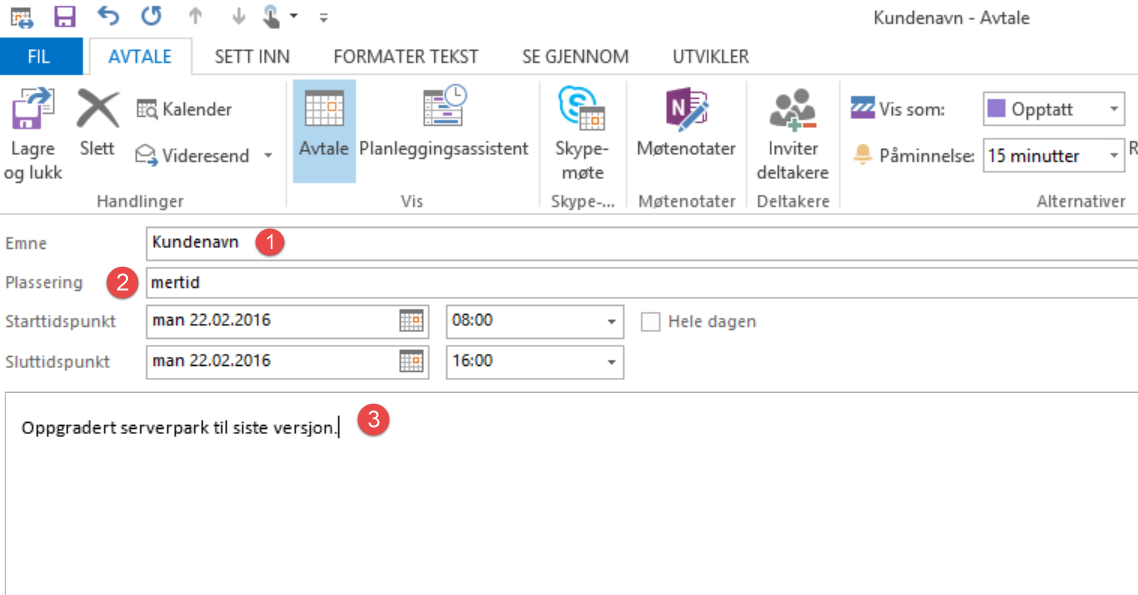 Kundenavn - Avtale
FIL AVTALE SETT INN FORMATER TEKST SE GJENNOM UTVIKLER
Lagre og lukk
Slett
Kalender
Videresend
Handlinger
Avtale
Planleggingsassistent
Vis
Skype-møte
Skype-...
N
Møtenotater
Møtenotater
Inviter deltakere
Deltakere
Vis som: Opptatt
Påminnelse: 15 minutter
R
Alternativer
Emne Kundenavn 1
Plassering 2 mertid
Starttidspunkt man 22.02.2016 08:00 Hele dagen
Sluttidspunkt man 22.02.2016 16:00
Oppgradert serverpark til siste versjon. 3